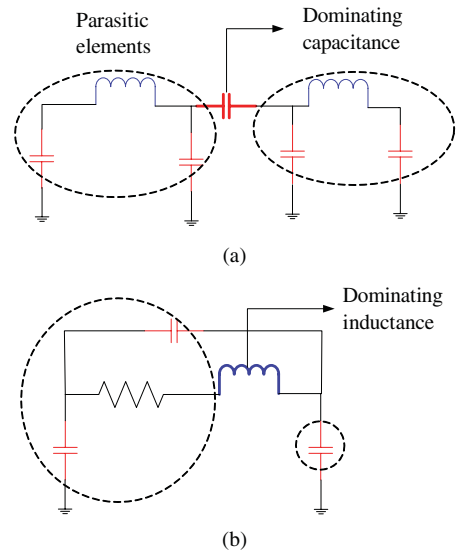 Parasitic
elements
Dominating
capacitance
(a)
Dominating
inductance
(b)